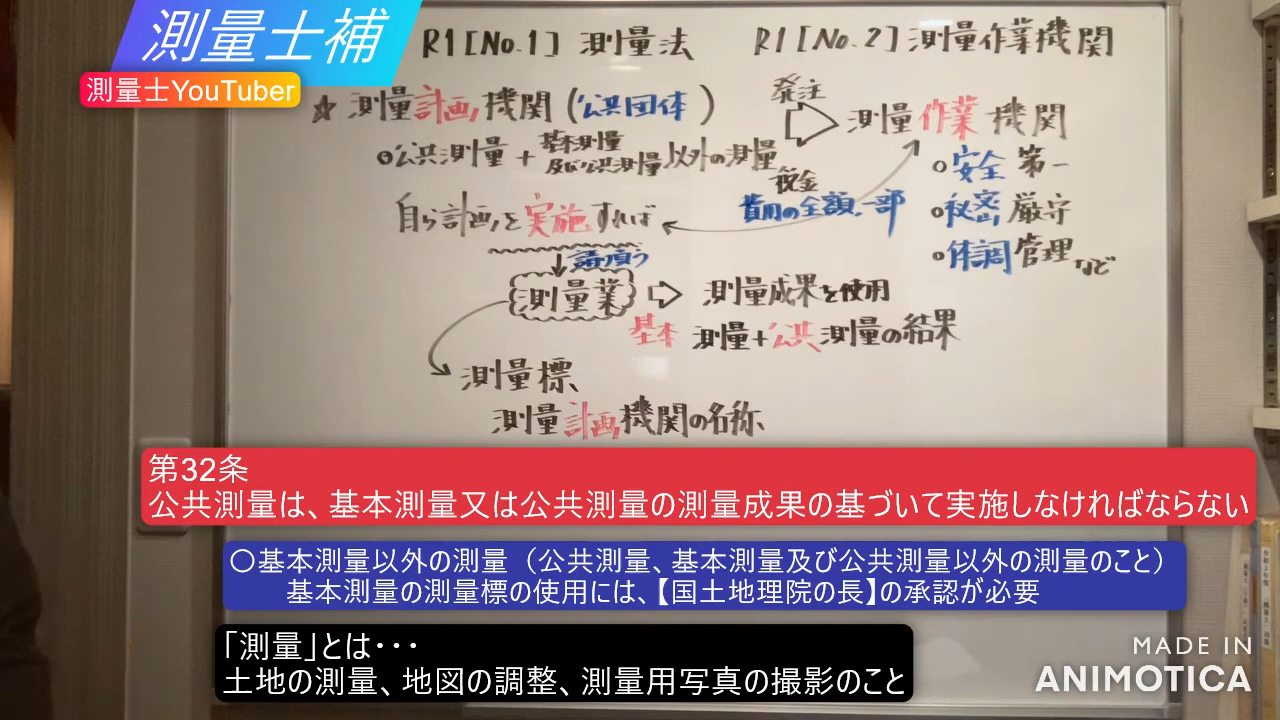 測量士補
測量士YouTuber
R1[No.1] 測量法
R1[No.2] 測量作業機関
☆測量計画機関(公共団体)
発注
測量作業機関
○公共測量+基本測量及び公共測量以外の測量
○安全第一
税金
費用の全額、一部
○秘密厳守
自ら計画を実施すれば
○体調管理など
請け負う
測量業
測量成果を使用
基本測量+公共測量の結果
測量標、
測量計画機関の名称
第32条
公共測量は、基本測量又は公共測量の測量成果の基づいて実施しなければならない
〇基本測量以外の測量(公共測量、基本測量及び公共測量以外の測量のこと)
基本測量の測量標の使用には、【国土地理院の長】の承認が必要
「測量」とは・・・
土地の測量、地図の調整、測量用写真の撮影のこと
MADE IN
ANIMOTICA